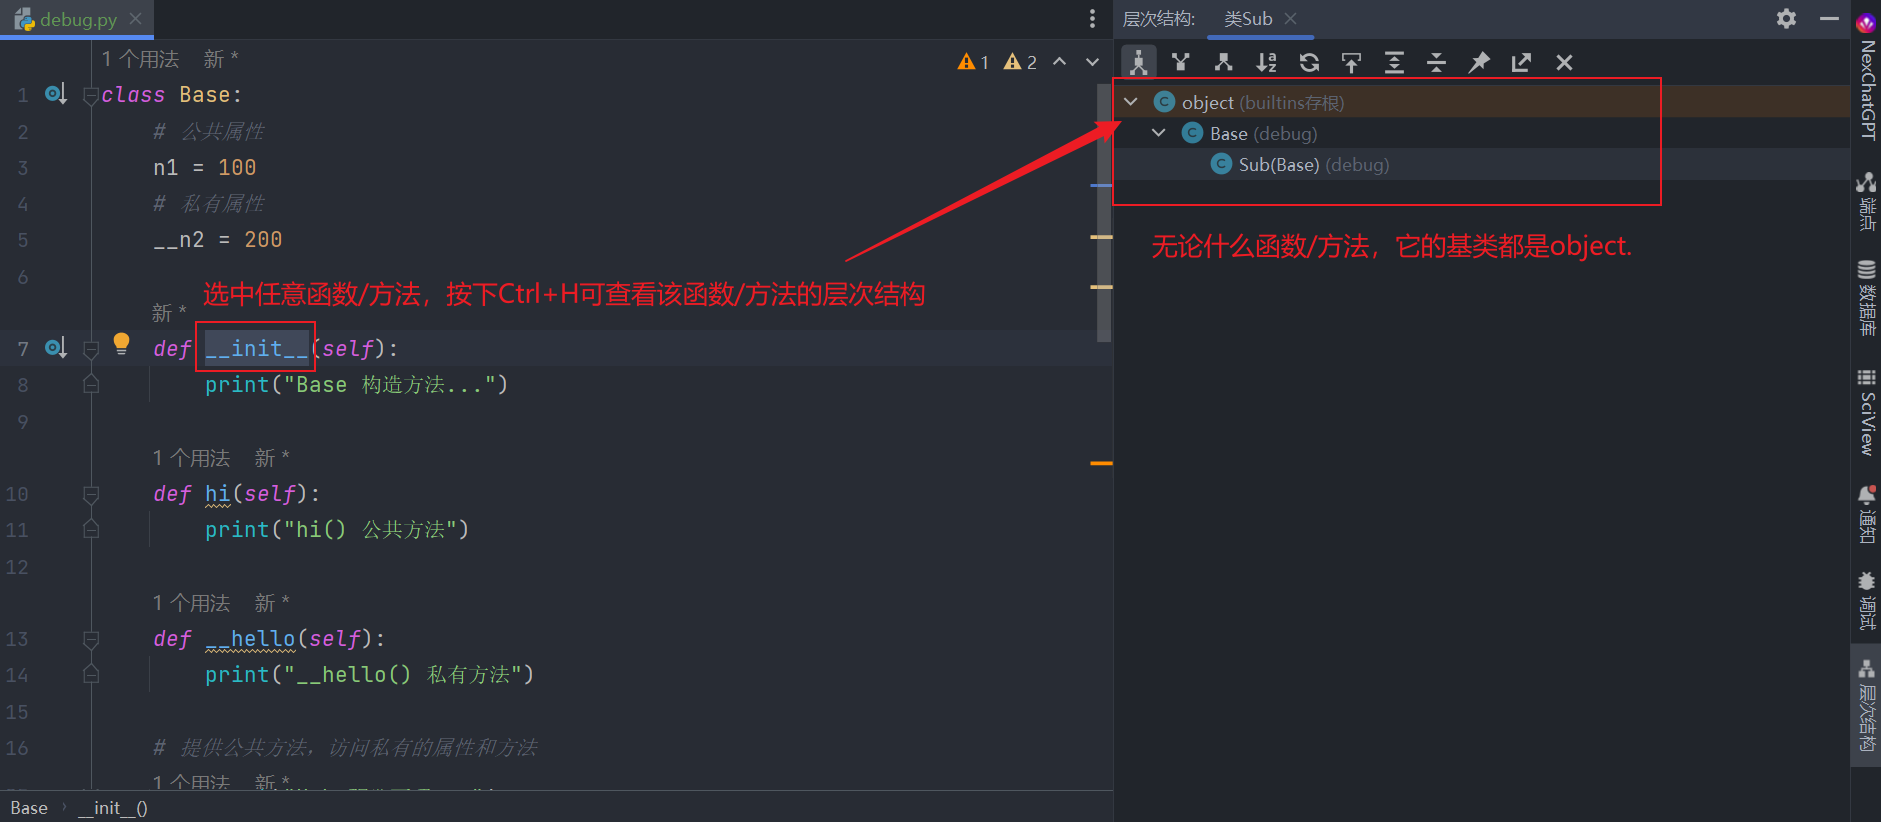 debug.py
层次结构:
类Sub
1 个用法 新 *
1
2
1 class Base:
2 # 公共属性
3 n1 = 100
4 # 私有属性
5 __n2 = 200
6
选中任意函数/方法，按下Ctrl+H可查看该函数/方法的层次结构
新 *
7 def __init__(self):
8 print("Base 构造方法...")
9
1 个用法 新 *
10 def hi(self):
11 print("hi() 公共方法")
12
1 个用法 新 *
13 def __hello(self):
14 print("__hello() 私有方法")
15
16 # 提供公共方法，访问私有的属性和方法
1 个用法 新 *
Base
__init__()
object (builtins存根)
Base (debug)
Sub(Base) (debug)
无论什么函数/方法，它的基类都是object.
NexChatGPT
端点
数据库
SciView
通知
调试
层次结构